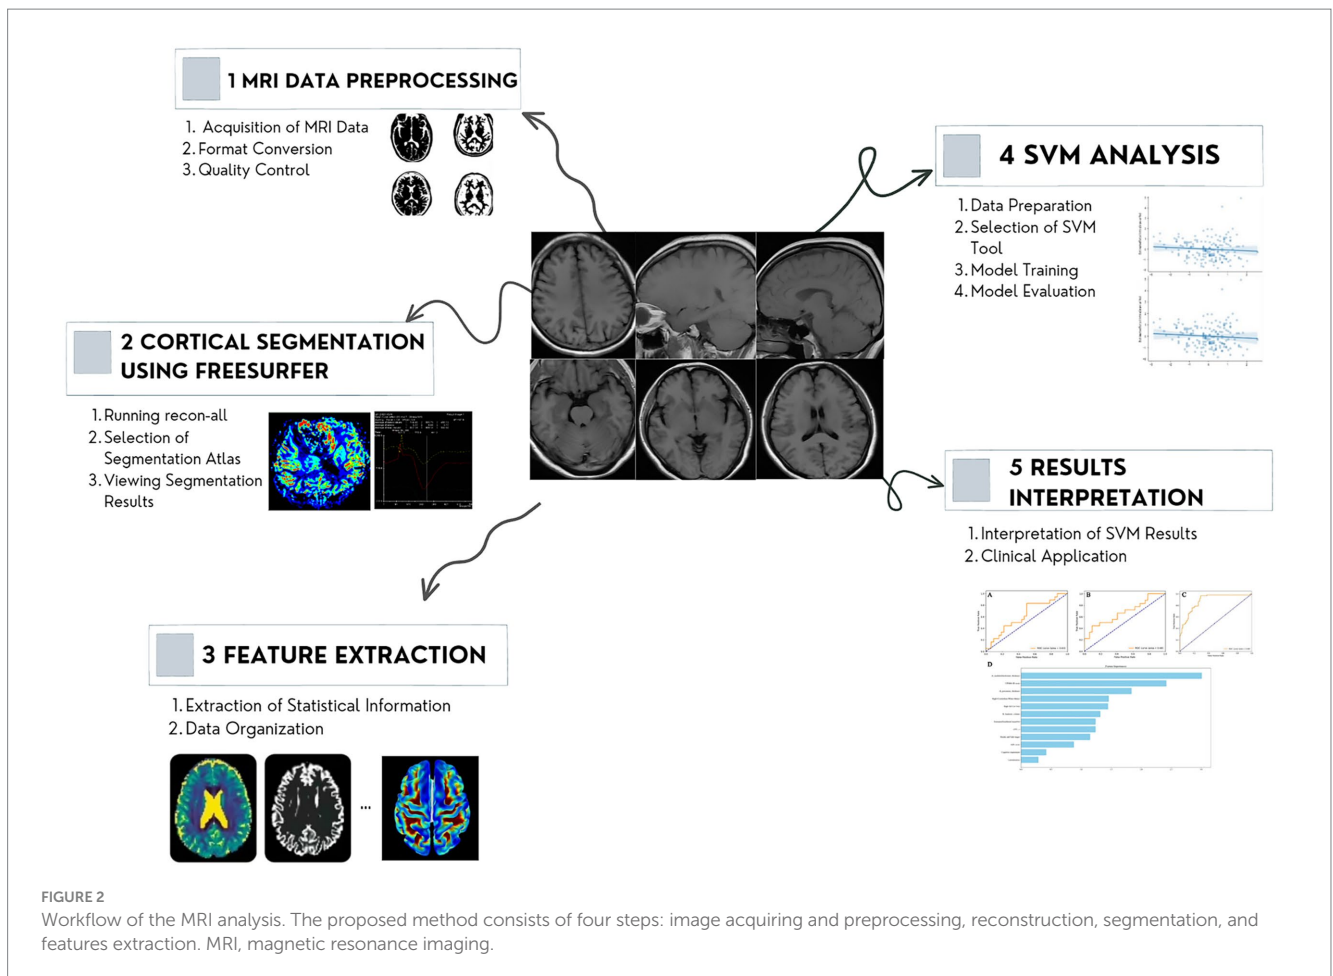 1 MRI DATA PREPROCESSING
1. Acquisition of MRI Data
2. Format Conversion
3. Quality Control
2 CORTICAL SEGMENTATION
USING FREESURFER
1. Running recon-all
2. Selection of
Segmentation Atlas
3. Viewing Segmentation
Results
3 FEATURE EXTRACTION
1. Extraction of Statistical Information
2. Data Organization
...
4 SVM ANALYSIS
1. Data Preparation
2. Selection of SVM
Tool
3. Model Training
4. Model Evaluation
5 RESULTS
INTERPRETATION
1. Interpretation of SVM Results
2. Clinical Application
A
B
C
D
FIGURE 2
Workflow of the MRI analysis. The proposed method consists of four steps: image acquiring and preprocessing, reconstruction, segmentation, and
features extraction. MRI, magnetic resonance imaging.